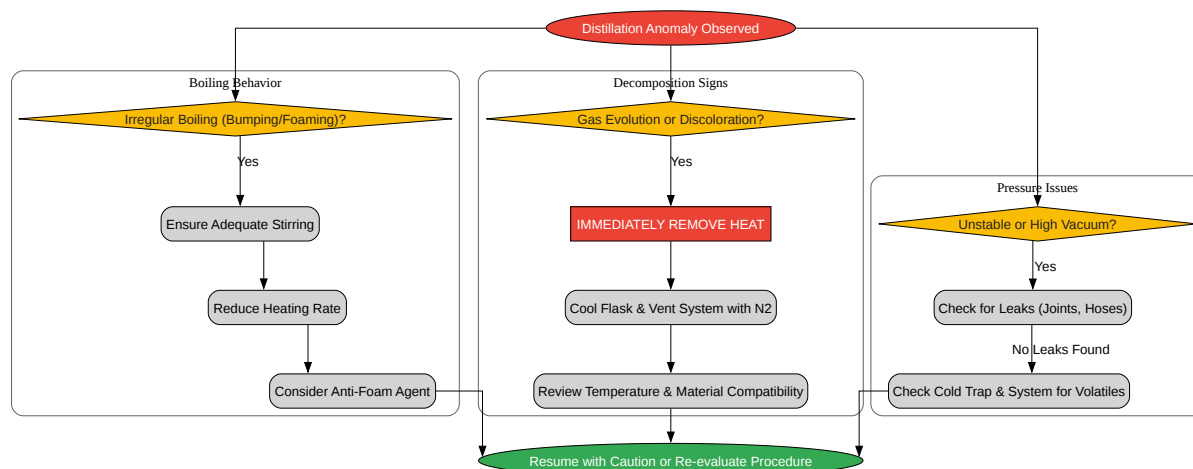 Distillation Anomaly Observed
Boiling Behavior
Irregular Boiling (Bumping/Foaming)?
Yes
Ensure Adequate Stirring
Reduce Heating Rate
Consider Anti-Foam Agent
Decomposition Signs
Gas Evolution or Discoloration?
Yes
IMMEDIATELY REMOVE HEAT
Cool Flask & Vent System with N2
Review Temperature & Material Compatibility
Pressure Issues
Unstable or High Vacuum?
Yes
Check for Leaks (Joints, Hoses)
No Leaks Found
Check Cold Trap & System for Volatiles
Resume with Caution or Re-evaluate Procedure